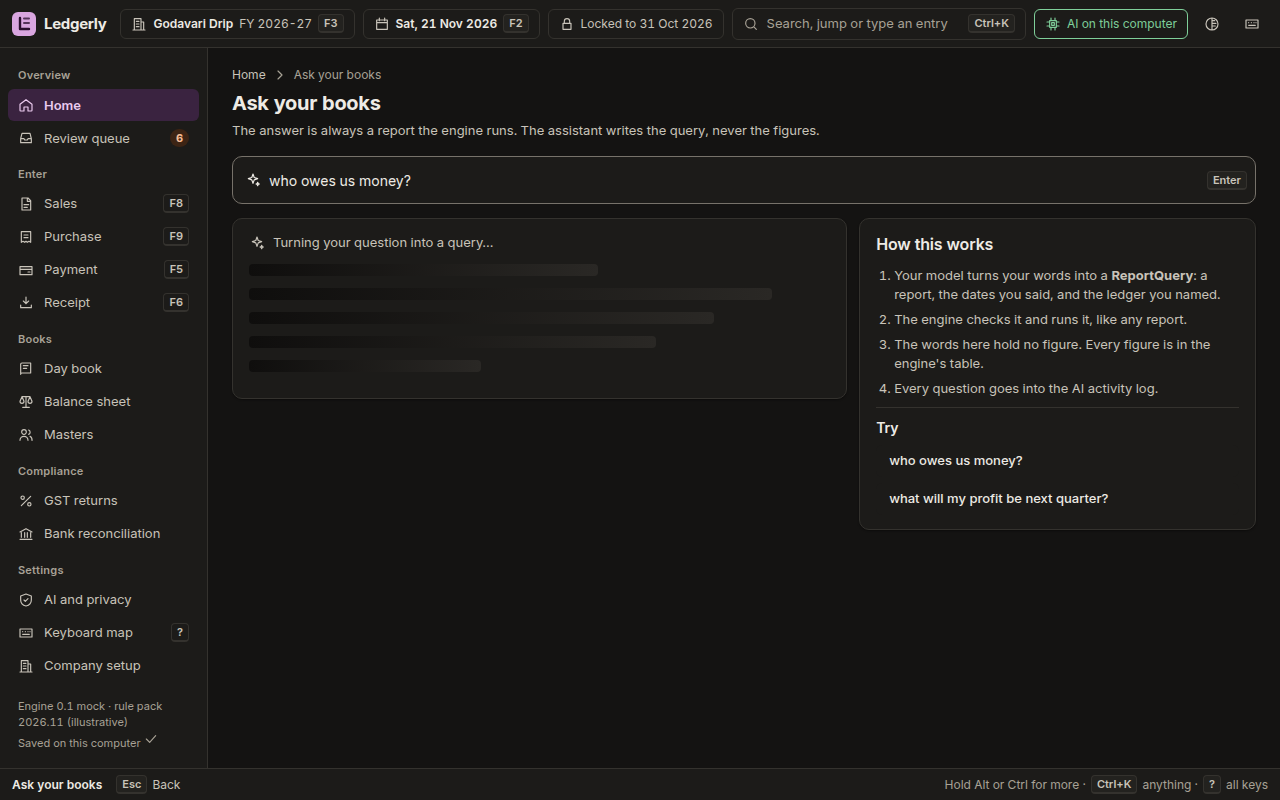 Ledgerly
Godavari Drip FY 2026-27 F3
Sat, 21 Nov 2026 F2
Locked to 31 Oct 2026
Search, jump or type an entry Ctrl+K
AI on this computer
Overview
Home
Review queue 6
Enter
Sales F8
Purchase F9
Payment F5
Receipt F6
Books
Day book
Balance sheet
Masters
Compliance
GST returns
Bank reconciliation
Settings
AI and privacy
Keyboard map ?
Company setup
Engine 0.1 mock · rule pack
2026.11 (illustrative)
Saved on this computer
Home > Ask your books
Ask your books
The answer is always a report the engine runs. The assistant writes the query, never the figures.
who owes us money? Enter
Turning your question into a query...
How this works
1. Your model turns your words into a ReportQuery: a
report, the dates you said, and the ledger you named.
2. The engine checks it and runs it, like any report.
3. The words here hold no figure. Every figure is in the
engine's table.
4. Every question goes into the AI activity log.
Try
who owes us money?
what will my profit be next quarter?
Ask your books Esc Back
Hold Alt or Ctrl for more · Ctrl+K anything · ? all keys